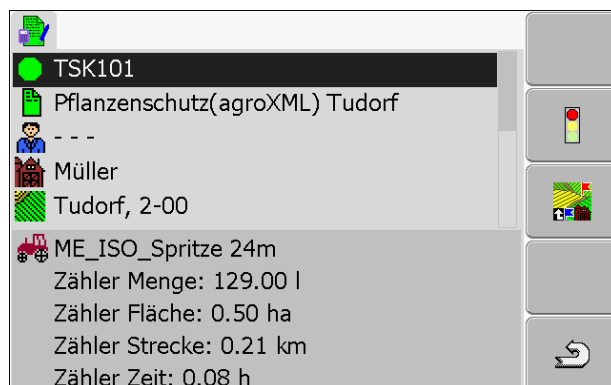 TSK101
Pflanzenschutz(agroXML) Tudorf
- - -
Müller
Tudorf, 2-00
ME_ISO_Spritze 24m
Zähler Menge: 129.00 l
Zähler Fläche: 0.50 ha
Zähler Strecke: 0.21 km
Zähler Zeit: 0.08 h